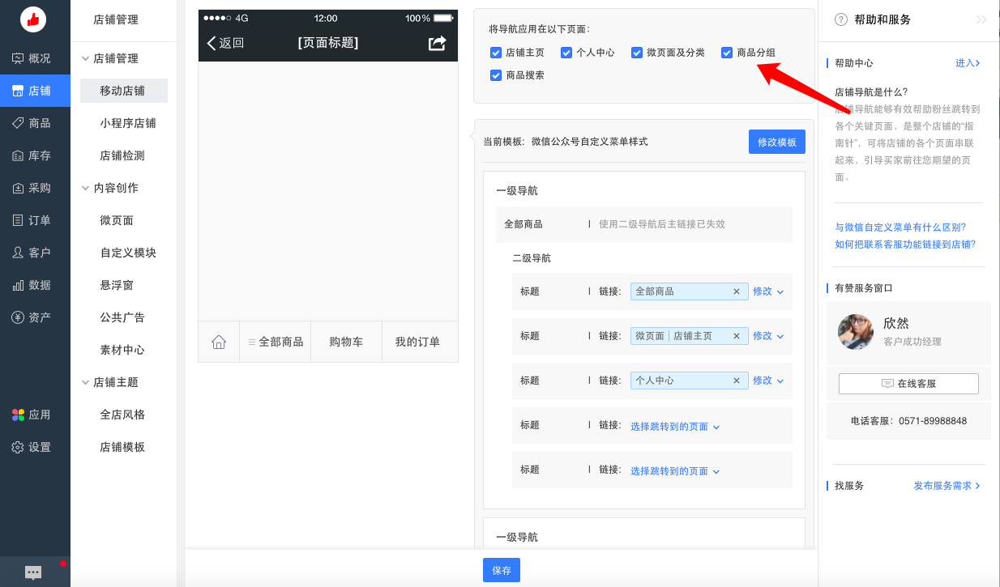 概况
店铺
商品
库存
采购
订单
客户
数据
资产
应用
设置
店铺管理
店铺管理
移动店铺
小程序店铺
店铺检测
内容创作
微页面
自定义模块
悬浮窗
公共广告
素材中心
店铺主题
全店风格
店铺模板
4G 12:00 100%
返回 [页面标题]
全部商品 购物车 我的订单
将导航应用在以下页面：
店铺主页 个人中心 微页面及分类 商品分组
商品搜索
当前模板：微信公众号自定义菜单样式 修改模板
一级导航
全部商品 | 使用二级导航后主链接已失效
二级导航
标题 | 链接： 全部商品 × 修改
标题 | 链接： 微页面 | 店铺主页 × 修改
标题 | 链接： 个人中心 × 修改
标题 | 链接： 选择跳转到的页面
标题 | 链接： 选择跳转到的页面
一级导航
保存
帮助和服务
帮助中心 进入
店铺导航是什么?
店铺导航能够有效帮助粉丝跳转到
各个关键页面，是整个店铺的“指
南针”，可将店铺的各个页面串联
起来，引导买家前往您期望的页
面。
与微信自定义菜单有什么区别?
如何把联系客服功能链接到店铺?
有赞服务窗口
欣然
客户成功经理
在线客服
电话客服：0571-89988848
找服务 发布服务需求